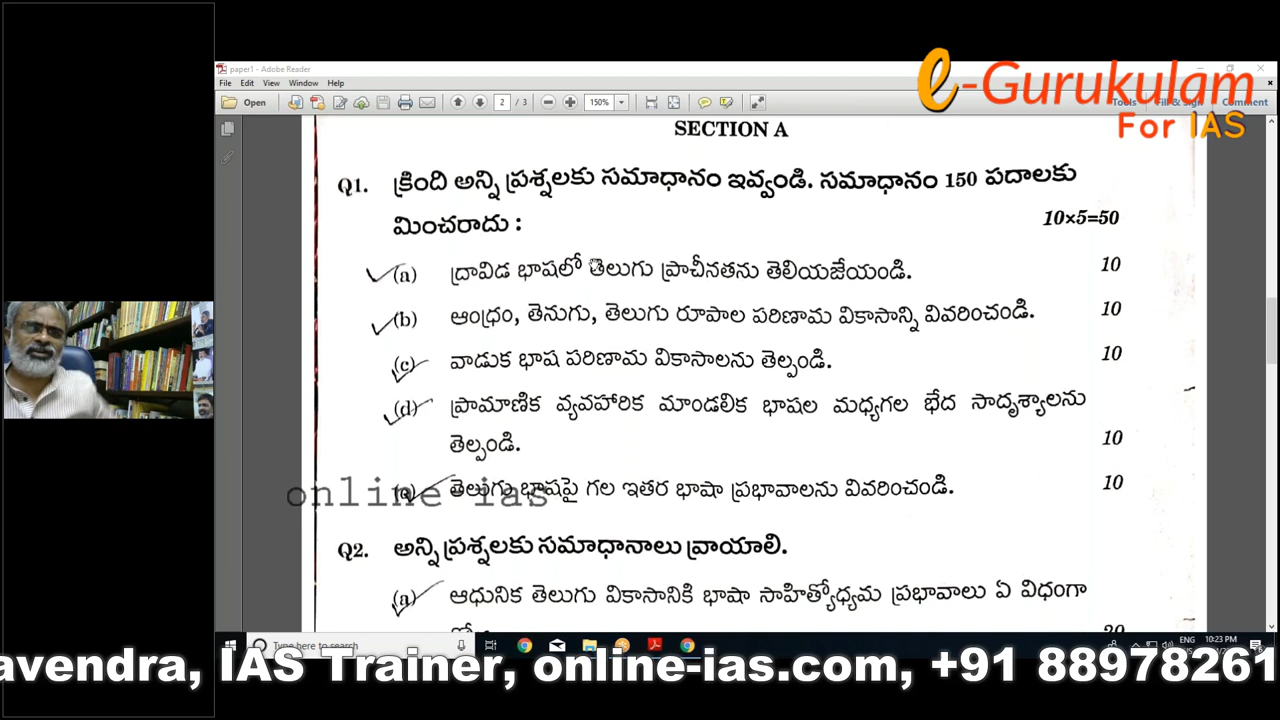 paper1 - Adobe Reader
File Edit View Window Help
Open
2 / 3
150%
Tools Fill & Sign Comment
e-Gurukulam
For IAS
SECTION A
Q1. క్రింది అన్ని ప్రశ్నలకు సమాధానం ఇవ్వండి. సమాధానం 150 పదాలకు
మించరాదు :
10×5=50
(a) ద్రావిడ భాషలో తెలుగు ప్రాచీనతను తెలియజేయండి. 10
(b) ఆంధ్రం, తెనుగు, తెలుగు రూపాల పరిణామ వికాసాన్ని వివరించండి. 10
(c) వాడుక భాష పరిణామ వికాసాలను తెల్పండి. 10
(d) ప్రామాణిక వ్యవహారిక మాండలిక భాషల మధ్యగల భేద సాదృశ్యాలను
తెల్పండి. 10
(e) తెలుగు భాషపై గల ఇతర భాషా ప్రభావాలను వివరించండి. 10
online ias
Q2. అన్ని ప్రశ్నలకు సమాధానాలు వ్రాయాలి.
(a) ఆధునిక తెలుగు వికాసానికి భాషా సాహిత్యోధ్యమ ప్రభావాలు ఏ విధంగా
Type here to search
ENG
10:23 PM
avendra, IAS Trainer, online-ias.com, +91 88978261